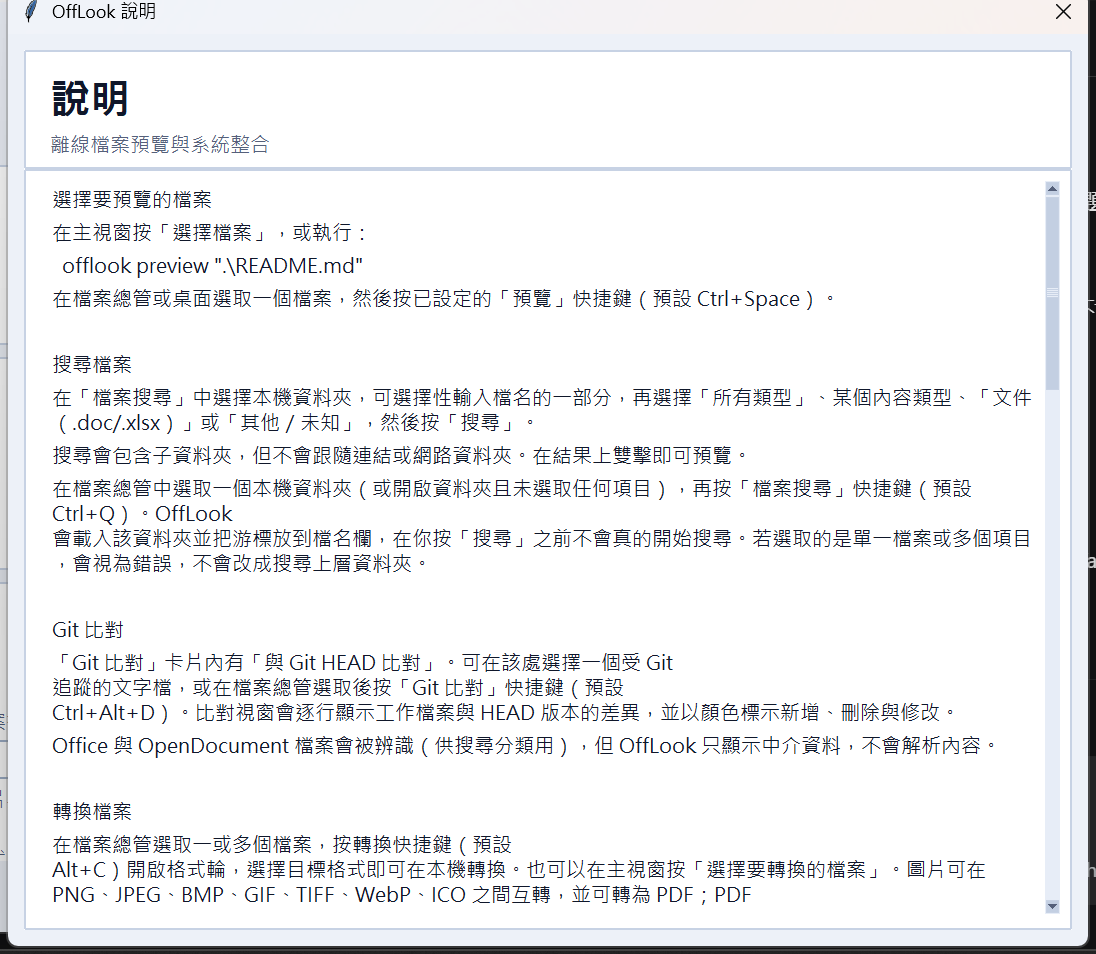 OffLook 說明
說明
離線檔案預覽與系統整合
選擇要預覽的檔案
在主視窗按「選擇檔案」，或執行：
offlook preview ".\README.md"
在檔案總管或桌面選取一個檔案，然後按已設定的「預覽」快捷鍵（預設 Ctrl+Space）。
搜尋檔案
在「檔案搜尋」中選擇本機資料夾，可選擇性輸入檔名的一部分，再選擇「所有類型」、某個內容類型、「文件
（.doc/.xlsx）」或「其他 / 未知」，然後按「搜尋」。
搜尋會包含子資料夾，但不會跟隨連結或網路資料夾。在結果上雙擊即可預覽。
在檔案總管中選取一個本機資料夾（或開啟資料夾且未選取任何項目），再按「檔案搜尋」快捷鍵（預設
Ctrl+Q）。OffLook
會載入該資料夾並把游標放到檔名欄，在你按「搜尋」之前不會真的開始搜尋。若選取的是單一檔案或多個項目
，會視為錯誤，不會改成搜尋上層資料夾。
Git 比對
「Git 比對」卡片內有「與 Git HEAD 比對」。可在該處選擇一個受 Git
追蹤的文字檔，或在檔案總管選取後按「Git 比對」快捷鍵（預設
Ctrl+Alt+D）。比對視窗會逐行顯示工作檔案與 HEAD 版本的差異，並以顏色標示新增、刪除與修改。
Office 與 OpenDocument 檔案會被辨識（供搜尋分類用），但 OffLook 只顯示中介資料，不會解析內容。
轉換檔案
在檔案總管選取一或多個檔案，按轉換快捷鍵（預設
Alt+C）開啟格式輪，選擇目標格式即可在本機轉換。也可以在主視窗按「選擇要轉換的檔案」。圖片可在
PNG、JPEG、BMP、GIF、TIFF、WebP、ICO 之間互轉，並可轉為 PDF；PDF